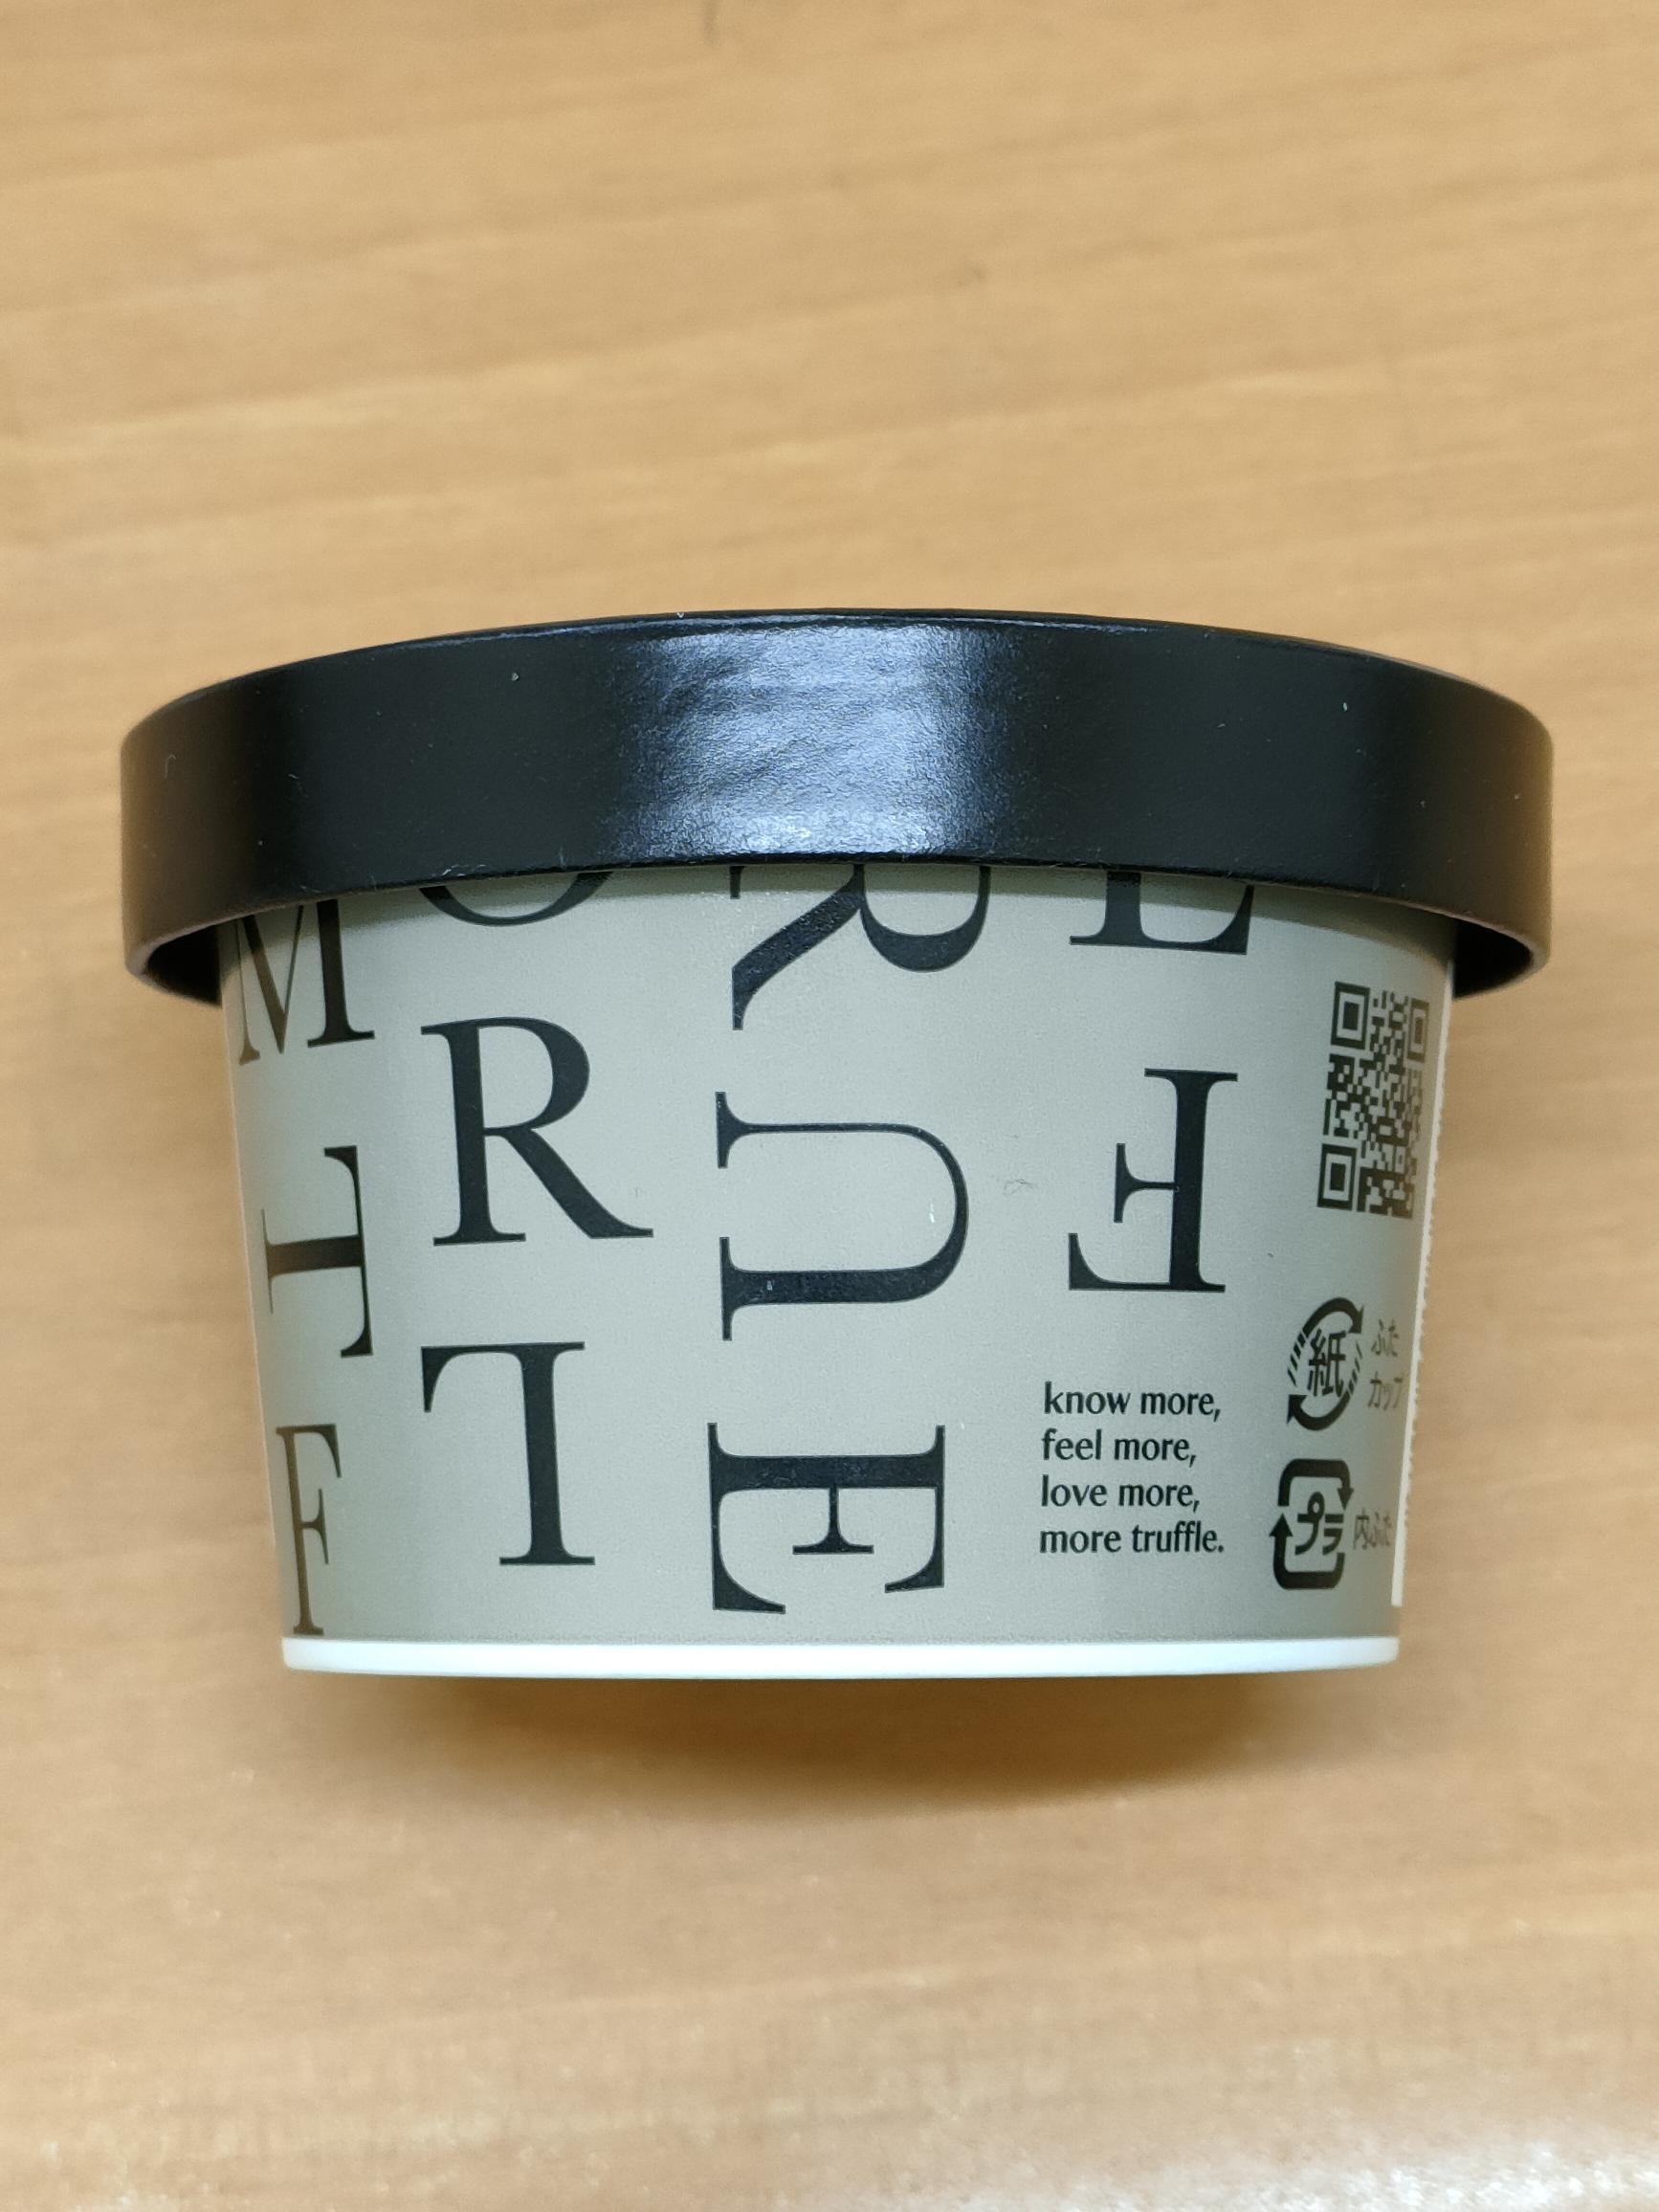 M O R E
T R U F
F L E
know more,
feel more,
love more,
more truffle.
紙
ふた
カップ
プラ
内ふた